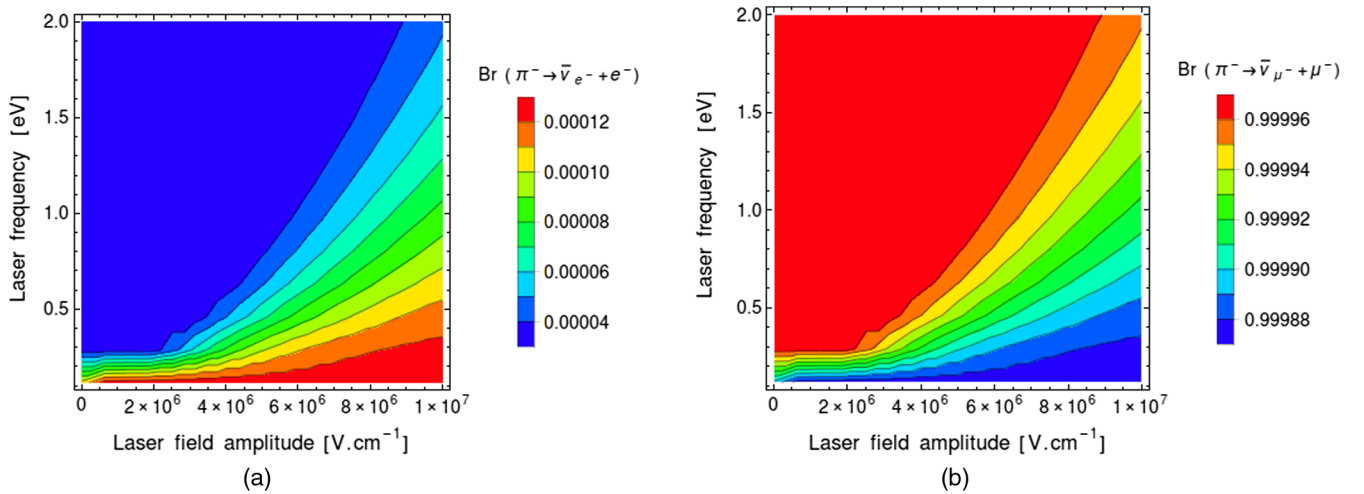 Br ( π⁻→ν̄ e⁻ +e⁻)
0.00012
0.00010
0.00008
0.00006
0.00004
Laser frequency [eV]
2.0
1.5
1.0
0.5
0 2×10⁶ 4×10⁶ 6×10⁶ 8×10⁶ 1×10⁷
Laser field amplitude [V.cm⁻¹]
(a)
Br ( π⁻→ν̄ μ⁻ +μ⁻)
0.99996
0.99994
0.99992
0.99990
0.99988
Laser frequency [eV]
2.0
1.5
1.0
0.5
0 2×10⁶ 4×10⁶ 6×10⁶ 8×10⁶ 1×10⁷
Laser field amplitude [V.cm⁻¹]
(b)